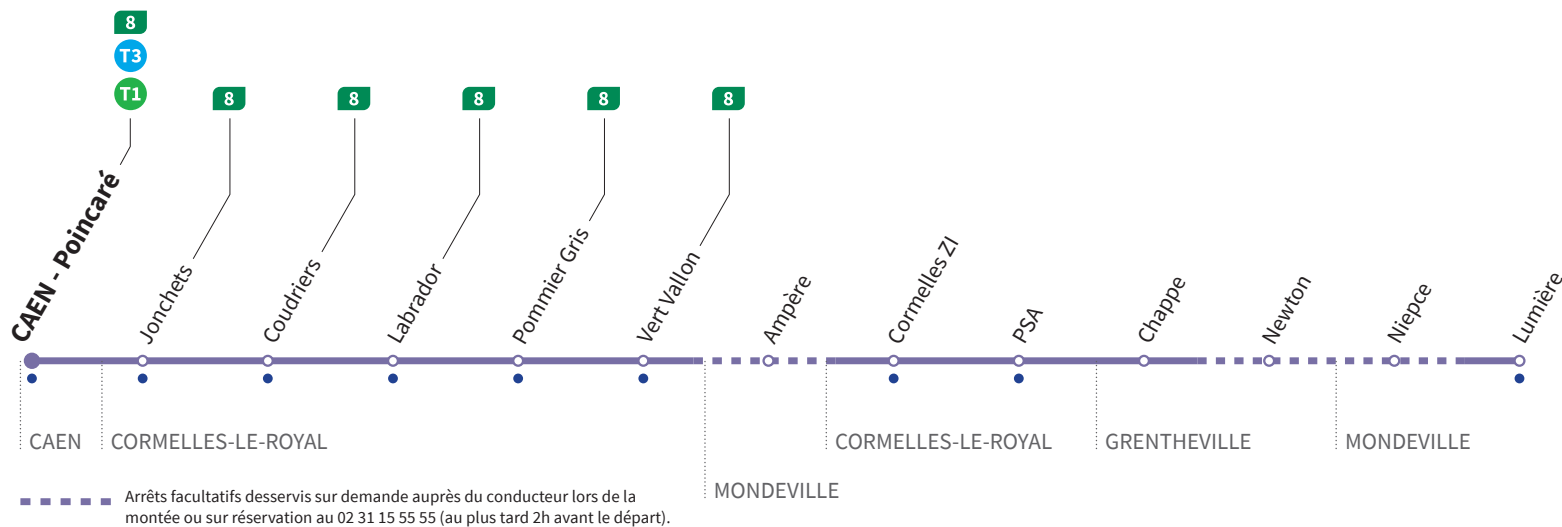 8
T3
T1
8
8
8
8
8
CAEN - Poincaré
Jonchets
Coudriers
Labrador
Pommier Gris
Vert Vallon
Ampère
Cormelles ZI
PSA
Chappe
Newton
Niepce
Lumière
CAEN
CORMELLES-LE-ROYAL
MONDEVILLE
CORMELLES-LE-ROYAL
GRENTHEVILLE
MONDEVILLE
Arrêts facultatifs desservis sur demande auprès du conducteur lors de la
montée ou sur réservation au 02 31 15 55 55 (au plus tard 2h avant le départ).